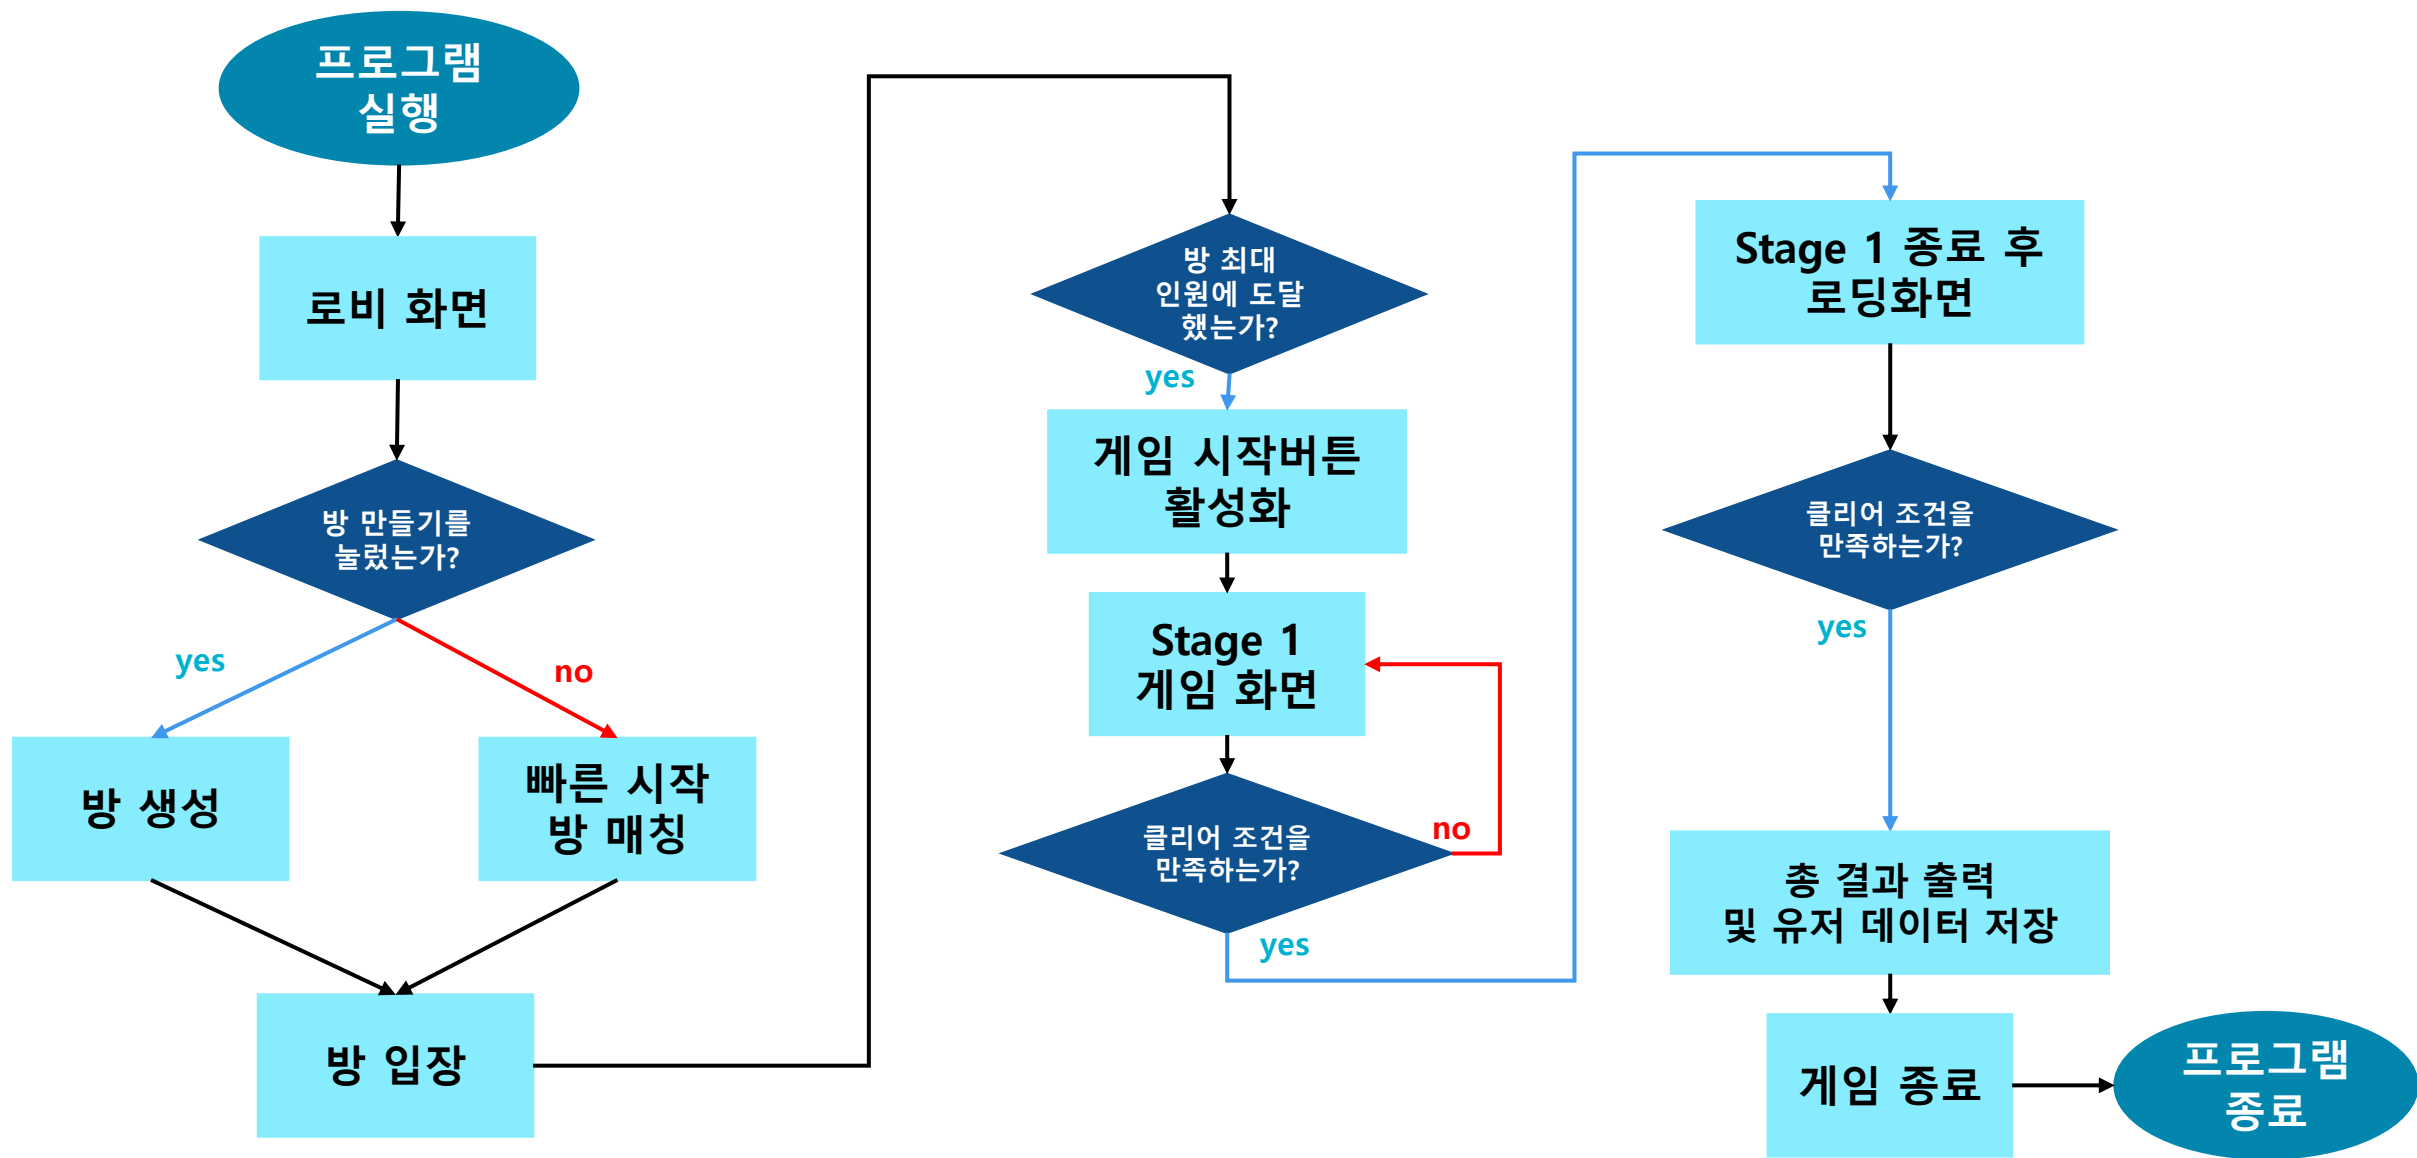 프로그램
실행
로비 화면
방 만들기를
눌렀는가?
yes
no
방 생성
빠른 시작
방 매칭
방 입장
방 최대
인원에 도달
했는가?
yes
게임 시작버튼
활성화
Stage 1
게임 화면
클리어 조건을
만족하는가?
no
yes
Stage 1 종료 후
로딩화면
클리어 조건을
만족하는가?
yes
총 결과 출력
및 유저 데이터 저장
게임 종료
프로그램
종료